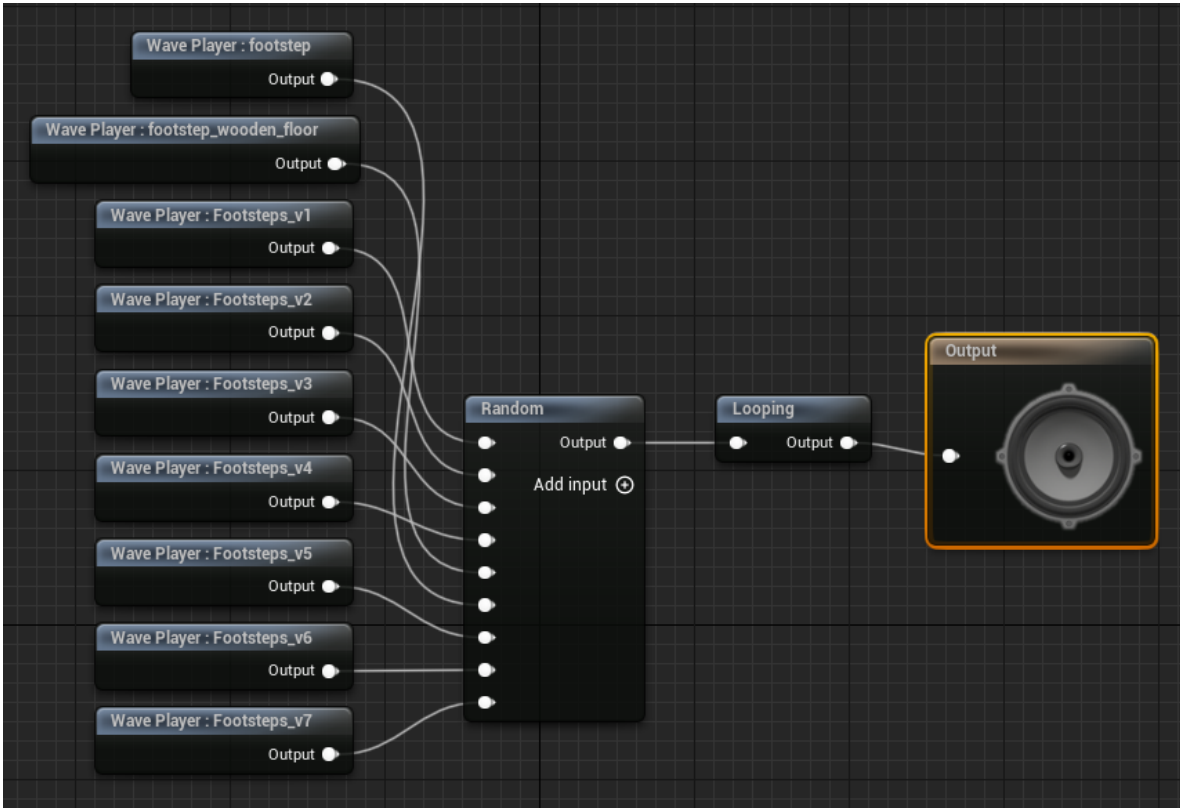 Wave Player : footstep
Output
Wave Player : footstep_wooden_floor
Output
Wave Player : Footsteps_v1
Output
Wave Player : Footsteps_v2
Output
Wave Player : Footsteps_v3
Output
Wave Player : Footsteps_v4
Output
Wave Player : Footsteps_v5
Output
Wave Player : Footsteps_v6
Output
Wave Player : Footsteps_v7
Output
Random
Output
Add input
Looping
Output
Output